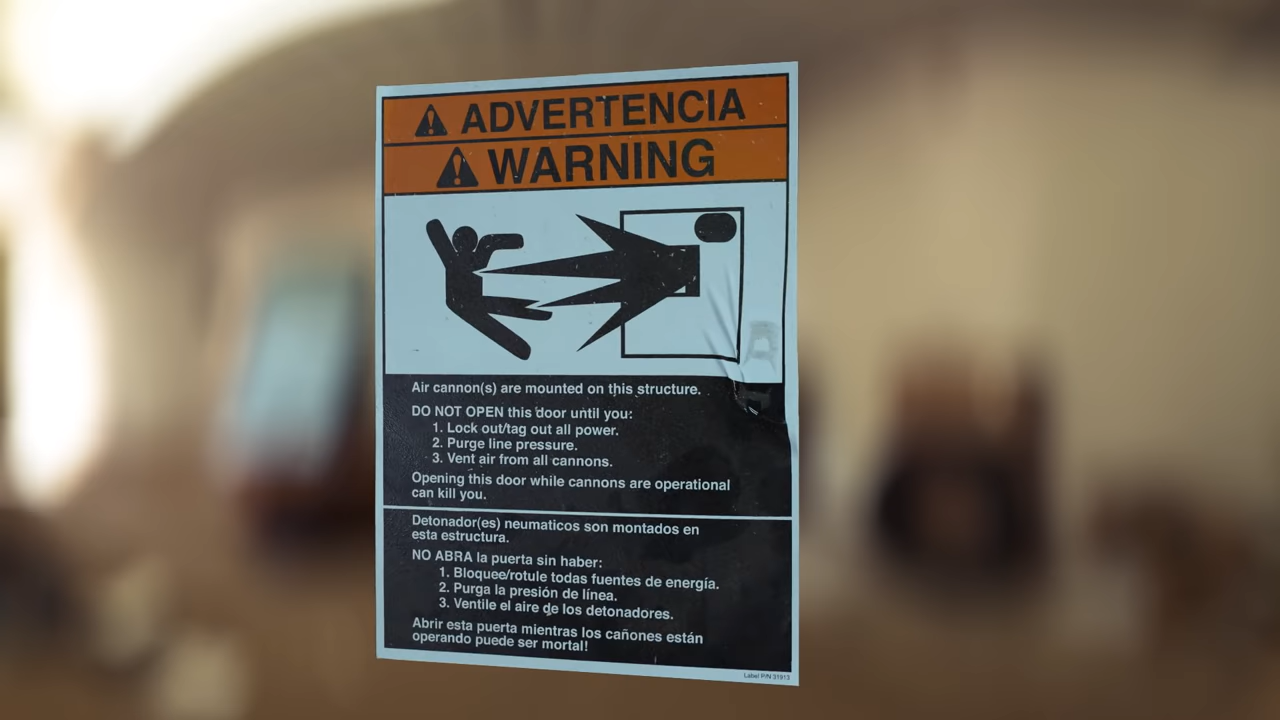 ADVERTENCIA
WARNING
Air cannon(s) are mounted on this structure.
DO NOT OPEN this door until you:
1. Lock out/tag out all power.
2. Purge line pressure.
3. Vent air from all cannons.
Opening this door while cannons are operational
can kill you.
Detonador(es) neumaticos son montados en
esta estructura.
NO ABRA la puerta sin haber:
1. Bloquee/rotule todas fuentes de energía.
2. Purga la presión de línea.
3. Ventile el aire de los detonadores.
Abrir esta puerta mientras los cañones están
operando puede ser mortal!
Label P/N 31913